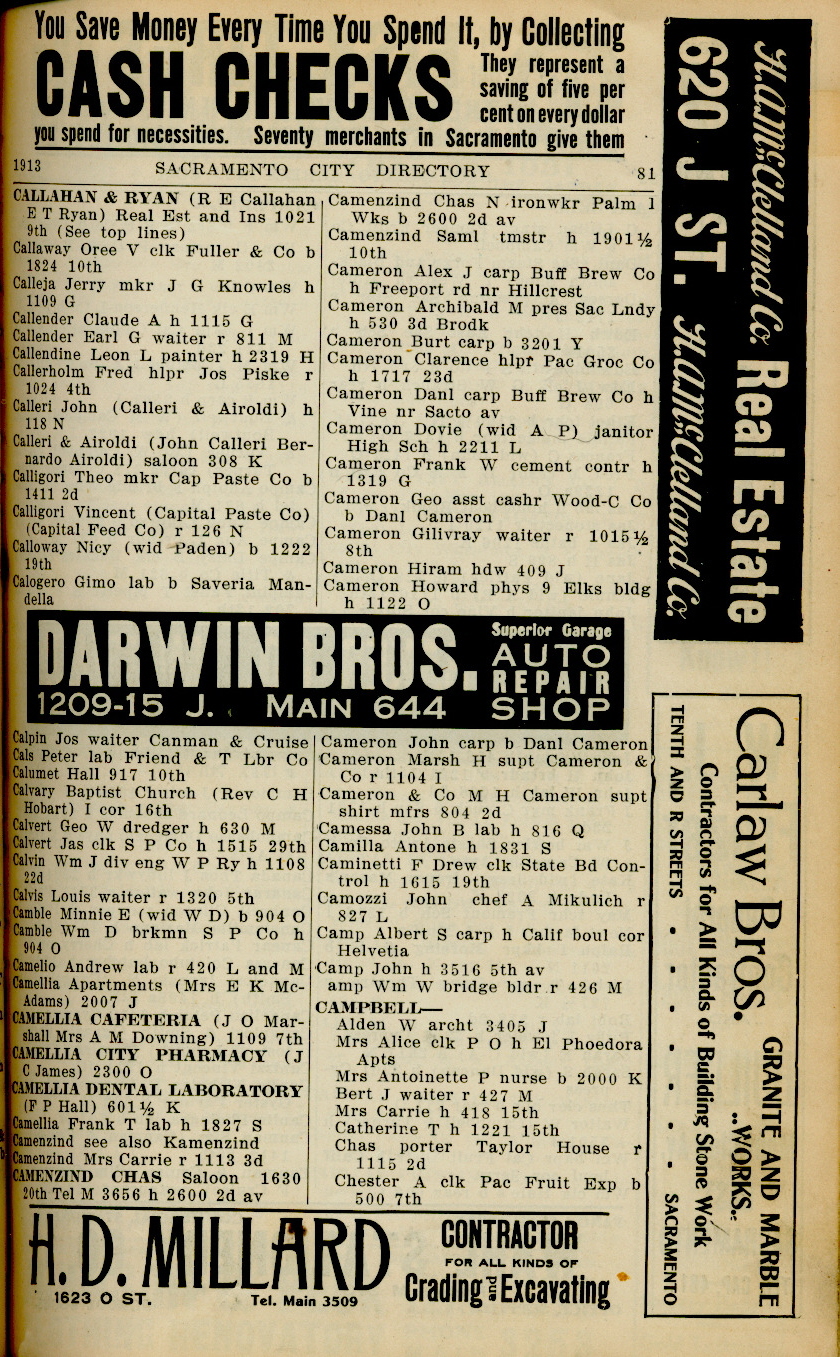 You Save Money Every Time You Spend It, by Collecting
CASH CHECKS
They represent a
saving of five per
cent on every dollar
you spend for necessities. Seventy merchants in Sacramento give them
1913 SACRAMENTO CITY DIRECTORY 81
CALLAHAN & RYAN (R E Callahan
E T Ryan) Real Est and Ins 1021
9th (See top lines)
Callaway Oree V clk Fuller & Co b
1824 10th
Calleja Jerry mkr J G Knowles h
1109 G
Callender Claude A h 1115 G
Callender Earl G waiter r 811 M
Callendine Leon L painter h 2319 H
Callerholm Fred hlpr Jos Piske r
1024 4th
Calleri John (Calleri & Airoldi) h
118 N
Calleri & Airoldi (John Calleri Ber-
nardo Airoldi) saloon 308 K
Calligori Theo mkr Cap Paste Co b
1411 2d
Calligori Vincent (Capital Paste Co)
(Capital Feed Co) r 126 N
Calloway Nicy (wid Paden) b 1222
19th
Calogero Gimo lab b Saveria Man-
della
Camenzind Chas N ironwkr Palm I
Wks b 2600 2d av
Camenzind Saml tmstr h 1901½
10th
Cameron Alex J carp Buff Brew Co
h Freeport rd nr Hillcrest
Cameron Archibald M pres Sac Lndy
h 530 3d Brodk
Cameron Burt carp b 3201 Y
Cameron Clarence hlpr Pac Groc Co
h 1717 23d
Cameron Danl carp Buff Brew Co h
Vine nr Sacto av
Cameron Dovie (wid A P) janitor
High Sch h 2211 L
Cameron Frank W cement contr h
1319 G
Cameron Geo asst cashr Wood-C Co
b Danl Cameron
Cameron Gilivray waiter r 1015½
8th
Cameron Hiram hdw 409 J
Cameron Howard phys 9 Elks bldg
h 1122 O
DARWIN BROS.
1209-15 J. MAIN 644
Superior Garage
AUTO
REPAIR
SHOP
Calpin Jos waiter Canman & Cruise
Cals Peter lab Friend & T Lbr Co
Calumet Hall 917 10th
Calvary Baptist Church (Rev C H
Hobart) I cor 16th
Calvert Geo W dredger h 630 M
Calvert Jas clk S P Co h 1515 29th
Calvin Wm J div eng W P Ry h 1108
22d
Calvis Louis waiter r 1320 5th
Camble Minnie E (wid W D) b 904 O
Camble Wm D brkmn S P Co h
904 O
Camelio Andrew lab r 420 L and M
Camellia Apartments (Mrs E K Mc-
Adams) 2007 J
CAMELLIA CAFETERIA (J O Mar-
shall Mrs A M Downing) 1109 7th
CAMELLIA CITY PHARMACY (J
C James) 2300 O
CAMELLIA DENTAL LABORATORY
(F P Hall) 601½ K
Camellia Frank T lab h 1827 S
Camenzind see also Kamenzind
Camenzind Mrs Carrie r 1113 3d
CAMENZIND CHAS Saloon 1630
20th Tel M 3656 h 2600 2d av
Cameron John carp b Danl Cameron
Cameron Marsh H supt Cameron &
Co r 1104 I
Cameron & Co M H Cameron supt
shirt mfrs 804 2d
Camessa John B lab h 816 Q
Camilla Antone h 1831 S
Caminetti F Drew clk State Bd Con-
trol h 1615 19th
Camozzi John chef A Mikulich r
827 L
Camp Albert S carp h Calif boul cor
Helvetia
Camp John h 3516 5th av
amp Wm W bridge bldr r 426 M
CAMPBELL—
Alden W archt 3405 J
Mrs Alice clk P O h El Phoedora
Apts
Mrs Antoinette P nurse b 2000 K
Bert J waiter r 427 M
Mrs Carrie h 418 15th
Catherine T h 1221 15th
Chas porter Taylor House r
1115 2d
Chester A clk Pac Fruit Exp b
500 7th
H. D. MILLARD
1623 O ST. Tel. Main 3509
CONTRACTOR
FOR ALL KINDS OF
Grading and Excavating
H.A. McClelland Co. Real Estate
620 J ST. H.A. McClelland Co.
Carlaw Bros. GRANITE AND MARBLE
..WORKS..
Contractors for All Kinds of Building Stone Work
TENTH AND R STREETS . . . . . . . SACRAMENTO